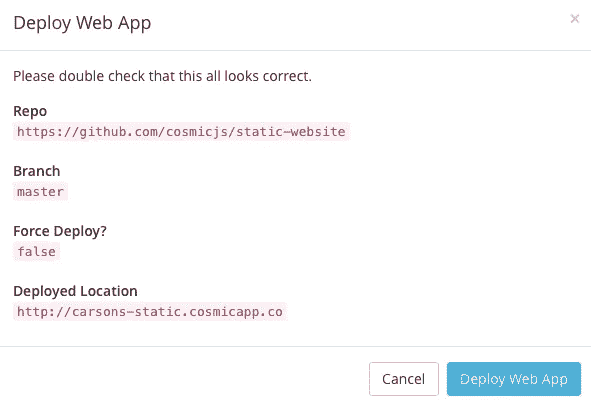 Deploy Web App
×
Please double check that this all looks correct.
Repo
https://github.com/cosmicjs/static-website
Branch
master
Force Deploy?
false
Deployed Location
http://carsons-static.cosmicapp.co
Cancel Deploy Web App